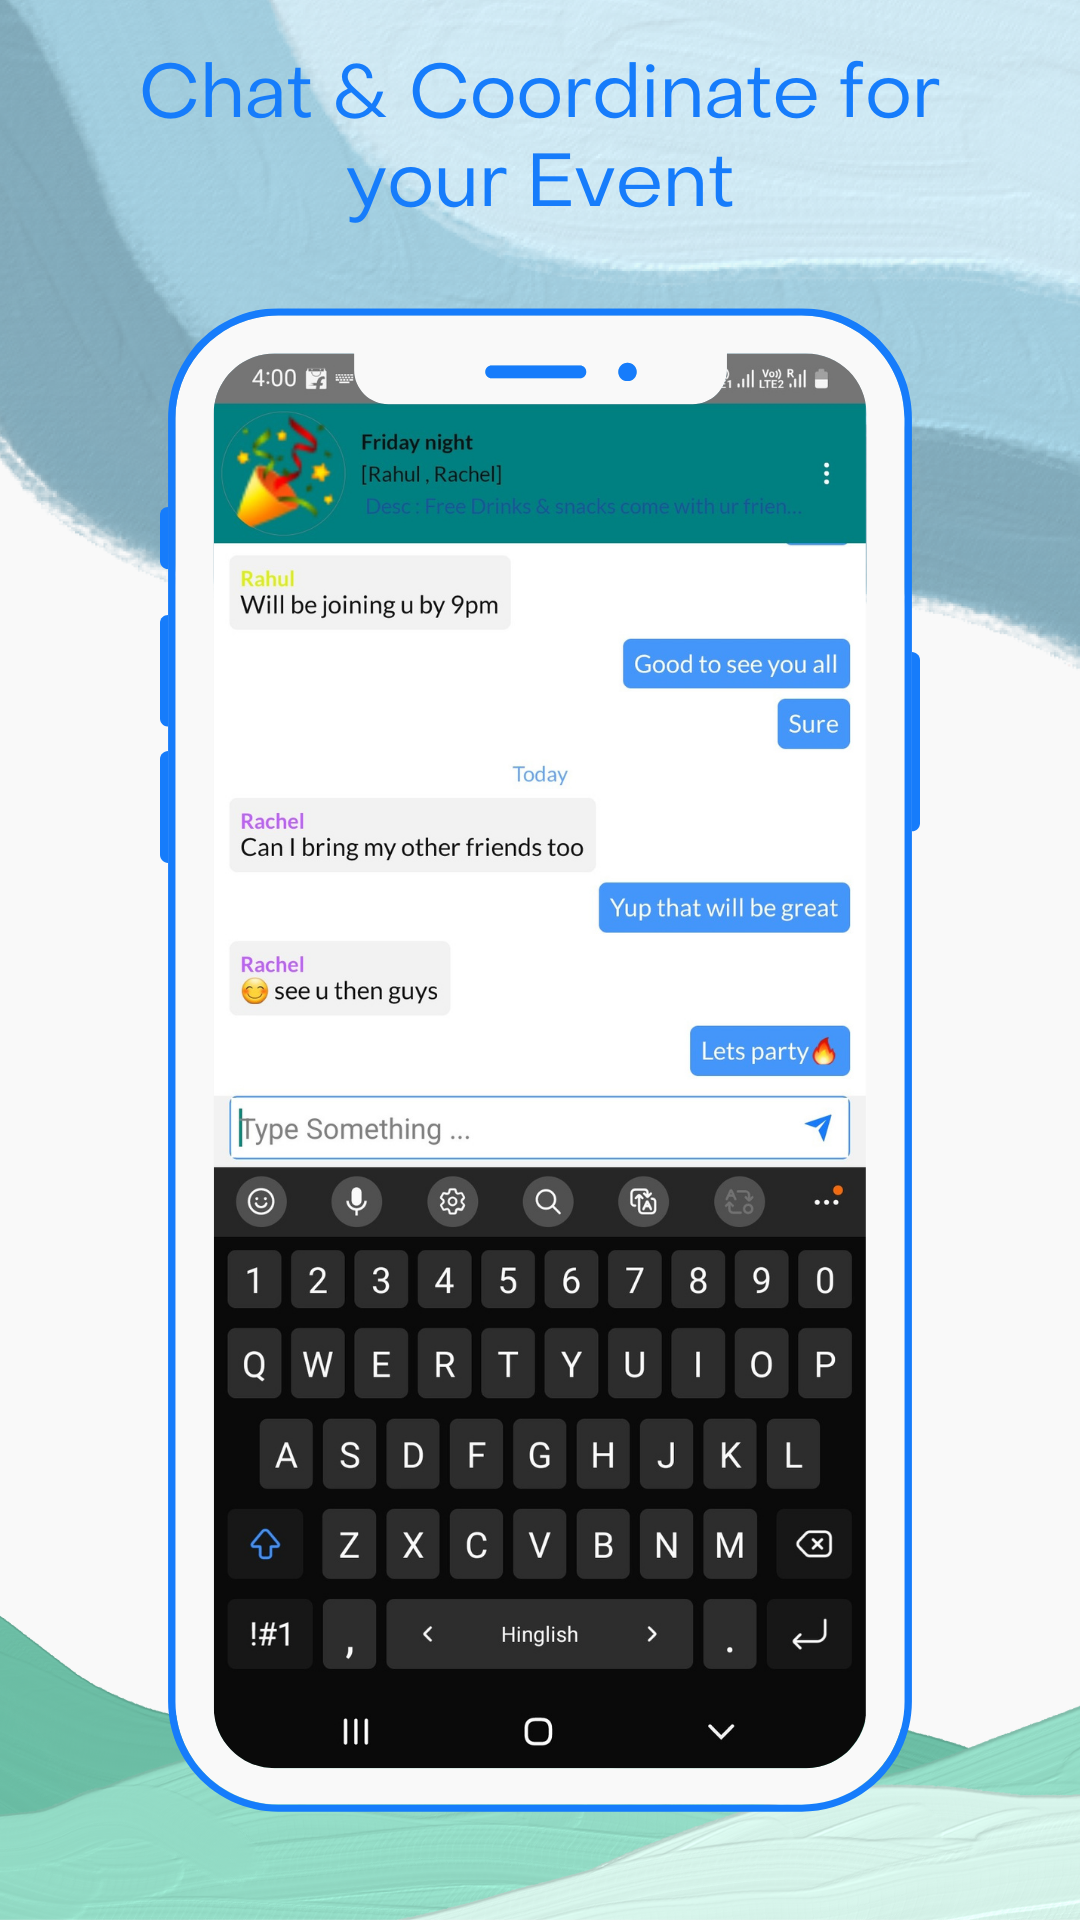 Chat & Coordinate for
your Event
4:00
Vo)) R
LTE2
Friday night
[Rahul , Rachel]
Desc : Free Drinks & snacks come with ur frien...
Rahul
Will be joining u by 9pm
Good to see you all
Sure
Today
Rachel
Can I bring my other friends too
Yup that will be great
Rachel
😊 see u then guys
Lets party🔥
Type Something ...
1 2 3 4 5 6 7 8 9 0
Q W E R T Y U I O P
A S D F G H J K L
Z X C V B N M
!#1 , < Hinglish > .